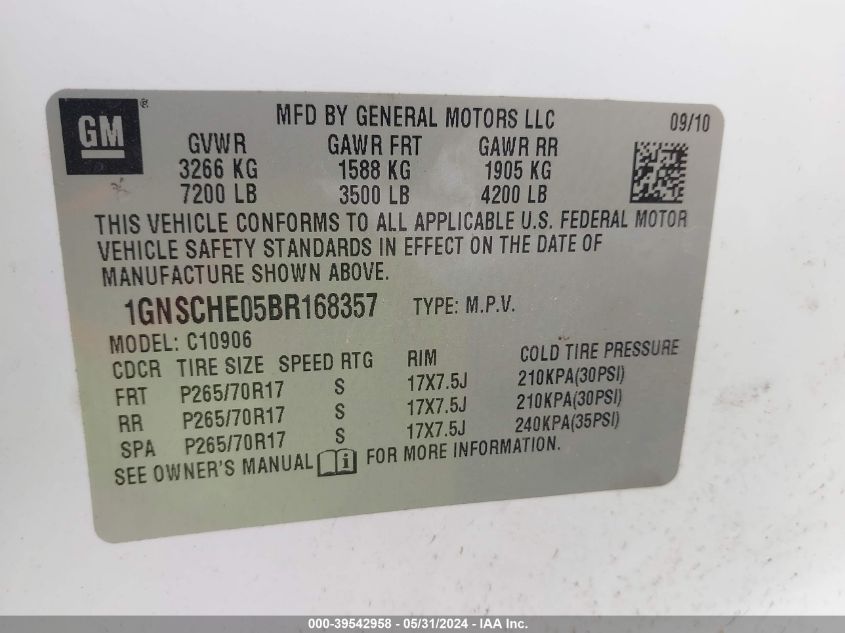 GM ®
MFD BY GENERAL MOTORS LLC 09/10
GVWR GAWR FRT GAWR RR
3266 KG 1588 KG 1905 KG
7200 LB 3500 LB 4200 LB
THIS VEHICLE CONFORMS TO ALL APPLICABLE U.S. FEDERAL MOTOR
VEHICLE SAFETY STANDARDS IN EFFECT ON THE DATE OF
MANUFACTURE SHOWN ABOVE.
1GNSCHE05BR168357 TYPE: M.P.V.
MODEL: C10906
CDCR TIRE SIZE SPEED RTG RIM COLD TIRE PRESSURE
FRT P265/70R17 S 17X7.5J 210KPA(30PSI)
RR P265/70R17 S 17X7.5J 210KPA(30PSI)
SPA P265/70R17 S 17X7.5J 240KPA(35PSI)
SEE OWNER'S MANUAL i FOR MORE INFORMATION.
000-39542958 - 05/31/2024 - IAA Inc.